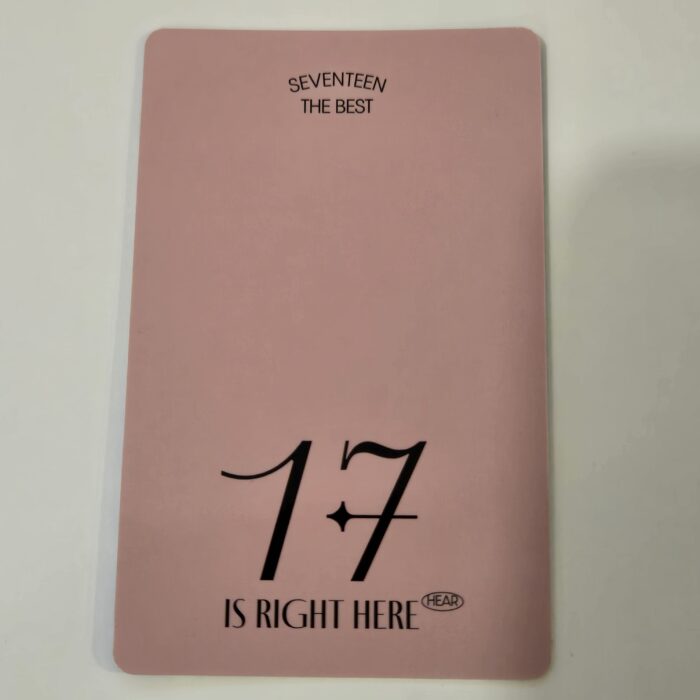 SEVENTEEN
THE BEST
17
IS RIGHT HERE HEAR